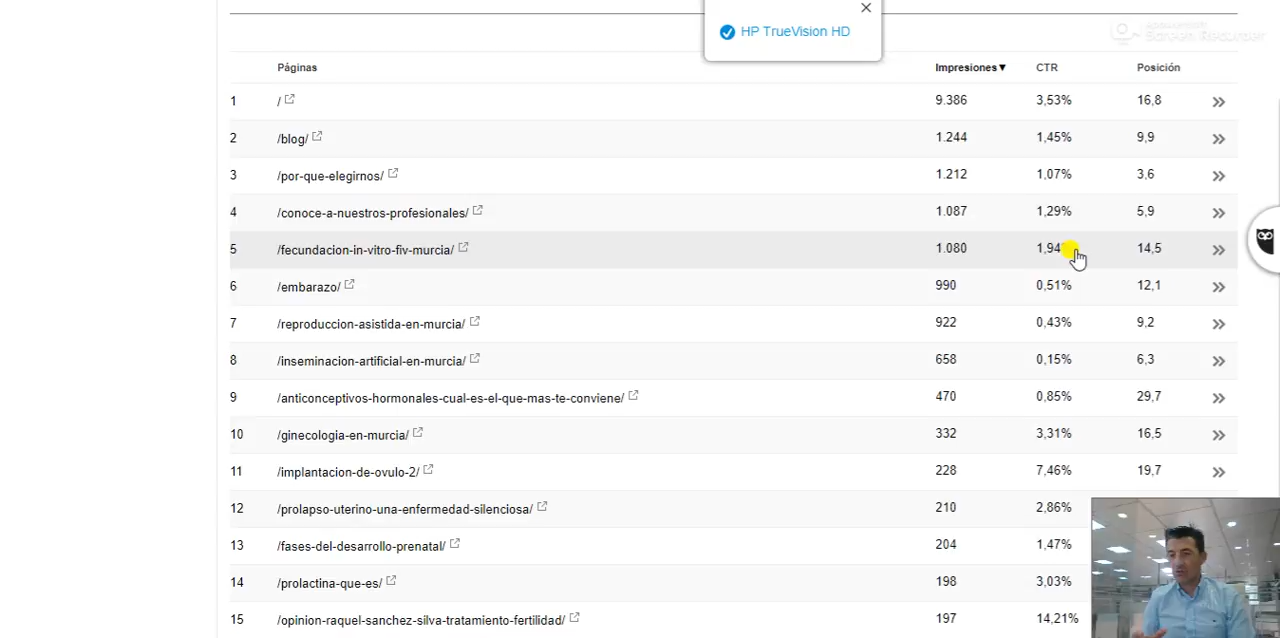 HP TrueVision HD
Screen Recorder
Páginas Impresiones▼ CTR Posición
1 / 9.386 3,53% 16,8
2 /blog/ 1.244 1,45% 9,9
3 /por-que-elegirnos/ 1.212 1,07% 3,6
4 /conoce-a-nuestros-profesionales/ 1.087 1,29% 5,9
5 /fecundacion-in-vitro-fiv-murcia/ 1.080 1,94 14,5
6 /embarazo/ 990 0,51% 12,1
7 /reproduccion-asistida-en-murcia/ 922 0,43% 9,2
8 /inseminacion-artificial-en-murcia/ 658 0,15% 6,3
9 /anticonceptivos-hormonales-cual-es-el-que-mas-te-conviene/ 470 0,85% 29,7
10 /ginecologia-en-murcia/ 332 3,31% 16,5
11 /implantacion-de-ovulo-2/ 228 7,46% 19,7
12 /prolapso-uterino-una-enfermedad-silenciosa/ 210 2,86%
13 /fases-del-desarrollo-prenatal/ 204 1,47%
14 /prolactina-que-es/ 198 3,03%
15 /opinion-raquel-sanchez-silva-tratamiento-fertilidad/ 197 14,21%